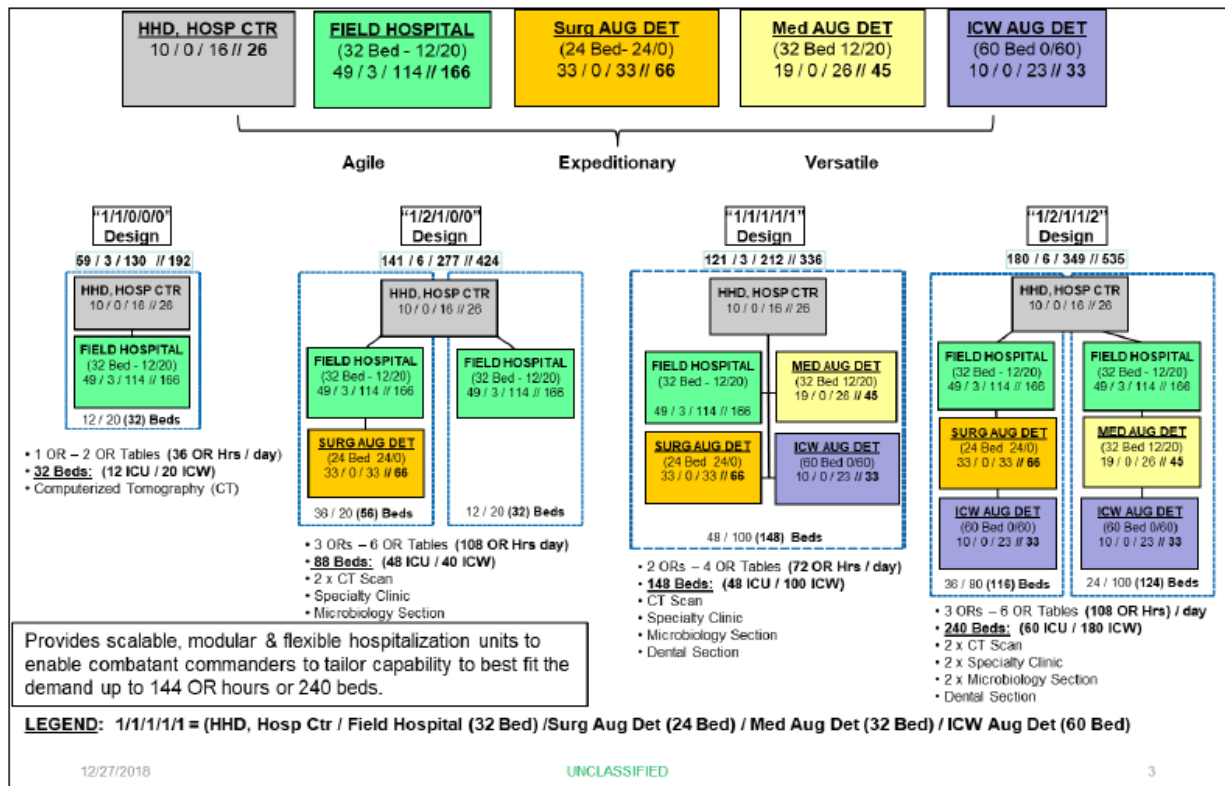 HHD, HOSP CTR
10 / 0 / 16 // 26
FIELD HOSPITAL
(32 Bed - 12/20)
49 / 3 / 114 // 166
Surg AUG DET
(24 Bed- 24/0)
33 / 0 / 33 // 66
Med AUG DET
(32 Bed 12/20)
19 / 0 / 26 // 45
ICW AUG DET
(60 Bed 0/60)
10 / 0 / 23 // 33
Agile
Expeditionary
Versatile
"1/1/0/0/0"
Design
59 / 3 / 130 // 192
HHD, HOSP CTR
10 / 0 / 16 // 26
FIELD HOSPITAL
(32 Bed - 12/20)
49 / 3 / 114 // 166
12 / 20 (32) Beds
• 1 OR – 2 OR Tables (36 OR Hrs / day)
• 32 Beds: (12 ICU / 20 ICW)
• Computerized Tomography (CT)
"1/2/1/0/0"
Design
141 / 6 / 277 // 424
HHD, HOSP CTR
10 / 0 / 16 // 26
FIELD HOSPITAL
(32 Bed - 12/20)
49 / 3 / 114 // 166
SURG AUG DET
(24 Bed 24/0)
33 / 0 / 33 // 66
36 / 20 (56) Beds
FIELD HOSPITAL
(32 Bed - 12/20)
49 / 3 / 114 // 166
12 / 20 (32) Beds
• 3 ORs – 6 OR Tables (108 OR Hrs day)
• 88 Beds: (48 ICU / 40 ICW)
• 2 x CT Scan
• Specialty Clinic
• Microbiology Section
"1/1/1/1/1"
Design
121 / 3 / 212 // 336
HHD, HOSP CTR
10 / 0 / 16 // 26
FIELD HOSPITAL
(32 Bed - 12/20)
49 / 3 / 114 // 166
MED AUG DET
(32 Bed 12/20)
19 / 0 / 26 // 45
SURG AUG DET
(24 Bed 24/0)
33 / 0 / 33 // 66
ICW AUG DET
(60 Bed 0/60)
10 / 0 / 23 // 33
48 / 100 (148) Beds
• 2 ORs – 4 OR Tables (72 OR Hrs / day)
• 148 Beds: (48 ICU / 100 ICW)
• CT Scan
• Specialty Clinic
• Microbiology Section
• Dental Section
"1/2/1/1/2"
Design
180 / 6 / 349 // 535
HHD, HOSP CTR
10 / 0 / 16 // 26
FIELD HOSPITAL
(32 Bed - 12/20)
49 / 3 / 114 // 166
SURG AUG DET
(24 Bed 24/0)
33 / 0 / 33 // 66
ICW AUG DET
(60 Bed 0/60)
10 / 0 / 23 // 33
36 / 80 (116) Beds
FIELD HOSPITAL
(32 Bed - 12/20)
49 / 3 / 114 // 166
MED AUG DET
(32 Bed 12/20)
19 / 0 / 26 // 45
ICW AUG DET
(60 Bed 0/60)
10 / 0 / 23 // 33
24 / 100 (124) Beds
• 3 ORs – 6 OR Tables (108 OR Hrs) / day
• 240 Beds: (60 ICU / 180 ICW)
• 2 x CT Scan
• 2 x Specialty Clinic
• 2 x Microbiology Section
• Dental Section
Provides scalable, modular & flexible hospitalization units to
enable combatant commanders to tailor capability to best fit the
demand up to 144 OR hours or 240 beds.
LEGEND: 1/1/1/1/1 = (HHD, Hosp Ctr / Field Hospital (32 Bed) /Surg Aug Det (24 Bed) / Med Aug Det (32 Bed) / ICW Aug Det (60 Bed)
12/27/2018
UNCLASSIFIED
3